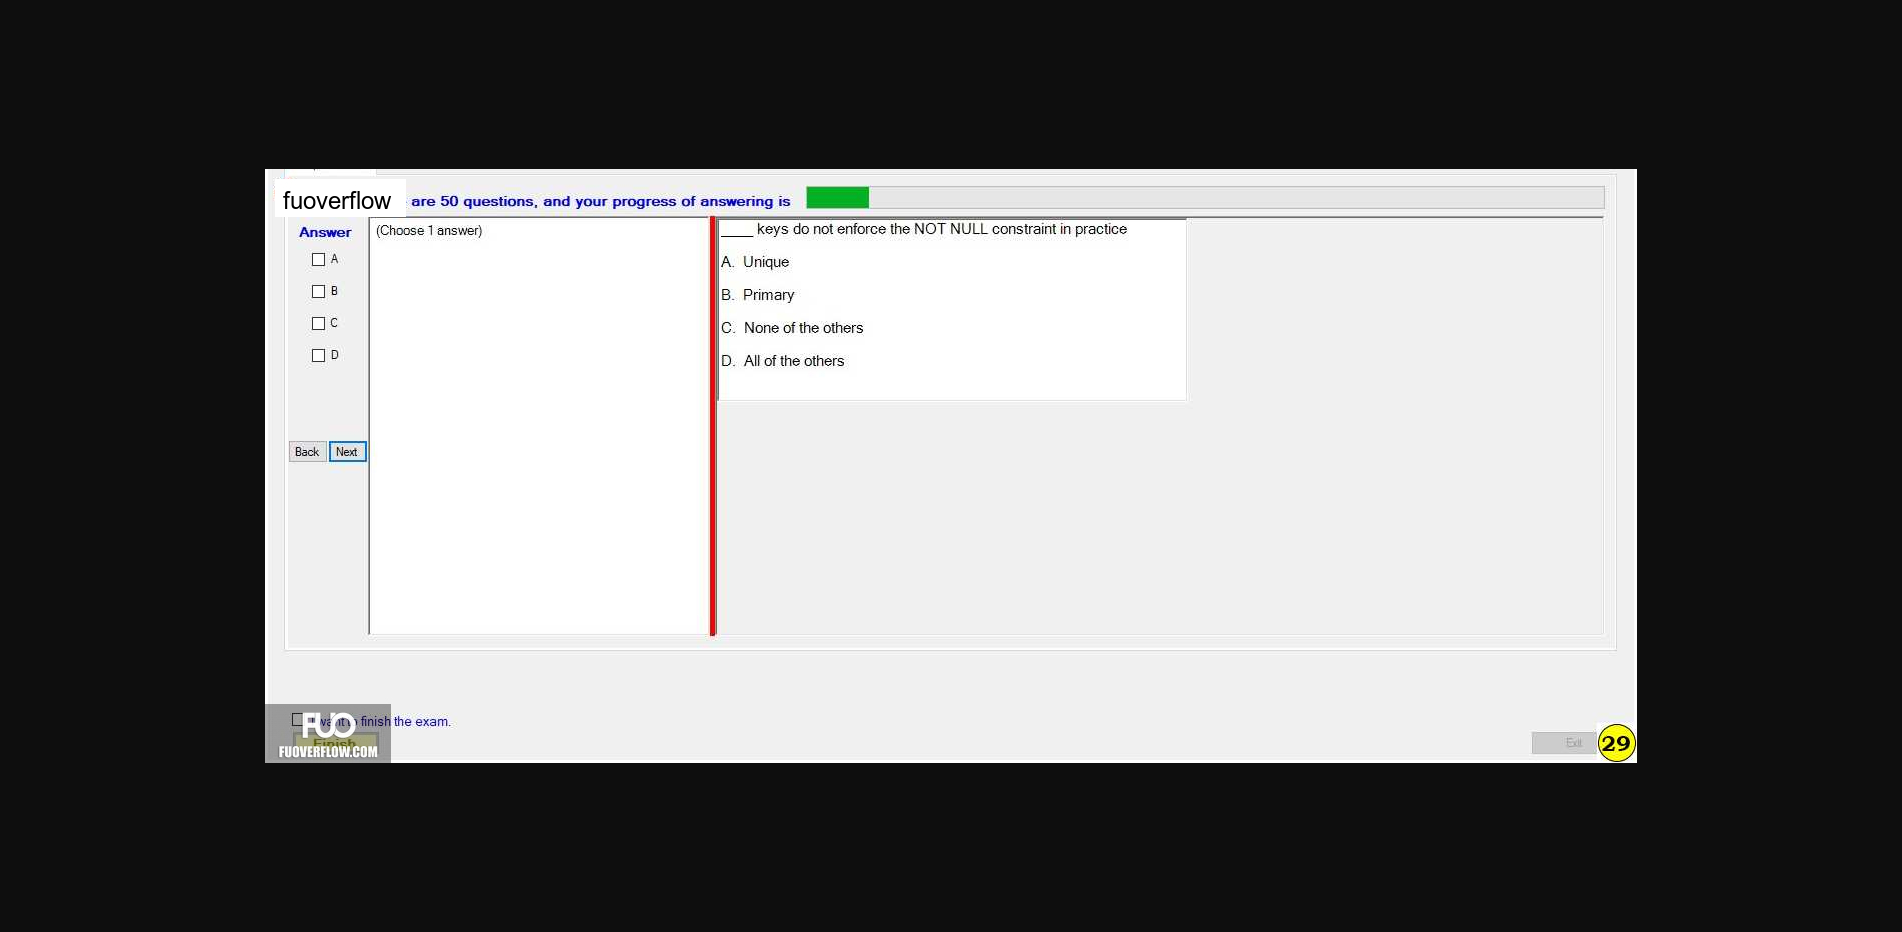 fuoverflow are 50 questions, and your progress of answering is
Answer
A
B
C
D
Back Next
(Choose 1 answer)
____ keys do not enforce the NOT NULL constraint in practice
A. Unique
B. Primary
C. None of the others
D. All of the others
I want to finish the exam.
Finish
FUO
FUOVERFLOW.COM
Exit
29